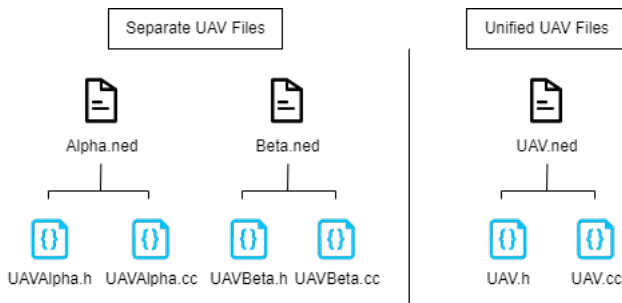 Separate UAV Files
Unified UAV Files
Alpha.ned
Beta.ned
UAV.ned
{}
{}
{}
{}
{}
{}
UAVAlpha.h
UAVAlpha.cc
UAVBeta.h
UAVBeta.cc
UAV.h
UAV.cc